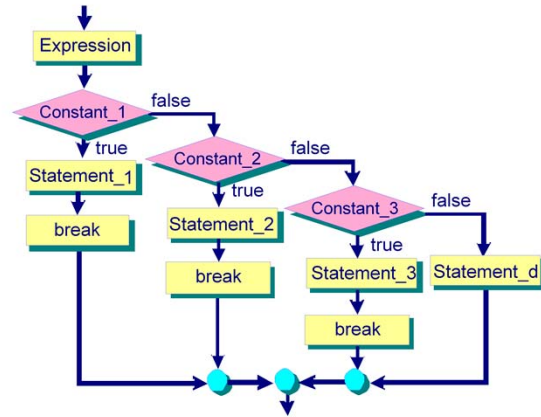 Expression
Constant_1
false
true
Statement_1
break
Constant_2
false
true
Statement_2
break
Constant_3
false
true
Statement_3
break
Statement_d